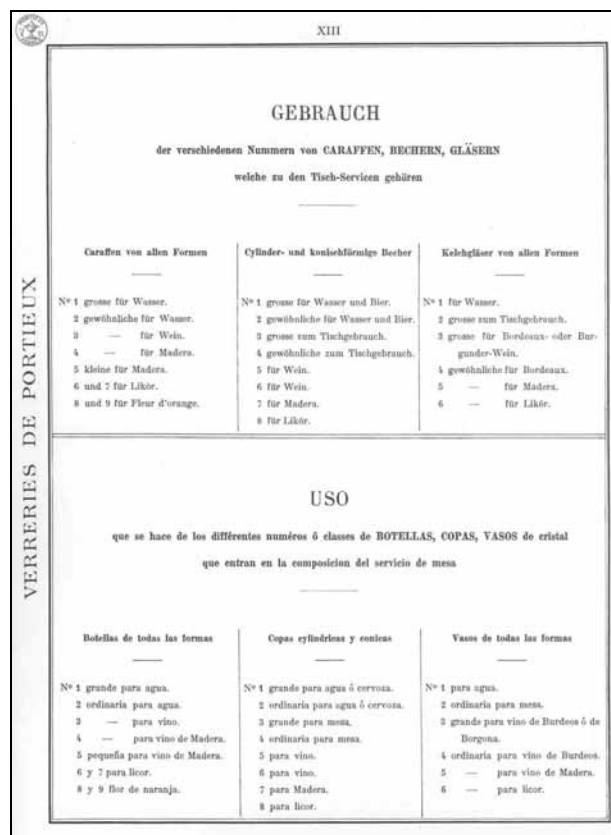 XIII
VERRERIES DE PORTIEUX
GEBRAUCH
der verschiedenen Nummern von CARAFFEN, BECHERN, GLÄSERN
welche zu den Tisch-Servicen gehören
Caraffen von allen Formen
Nº 1 grosse für Wasser.
2 gewöhnliche für Wasser.
3 — für Wein.
4 — für Madera.
5 kleine für Madera.
6 und 7 für Likör.
8 und 9 für Fleur d'orange.
Cylinder- und konischförmige Becher
Nº 1 grosse für Wasser und Bier.
2 gewöhnliche für Wasser und Bier.
3 grosse zum Tischgebrauch.
4 gewöhnliche zum Tischgebrauch.
5 für Wein.
6 für Wein.
7 für Madera.
8 für Likör.
Kelchgläser von allen Formen
Nº 1 für Wasser.
2 grosse zum Tischgebrauch.
3 grosse für Bordeaux- oder Bur-
gunder-Wein.
4 gewöhnliche für Bordeaux.
5 — für Madera.
6 — für Likör.
USO
que se hace de los différentes numéros ó classes de BOTELLAS, COPAS, VASOS de cristal
que entran en la composicion del servicio de mesa
Botellas de todas las formas
Nº 1 grande para agua.
2 ordinaria para agua.
3 — para vino.
4 — para vino de Madera.
5 pequeña para vino de Madera.
6 y 7 para licor.
8 y 9 flor de naranja.
Copas cylindricas y conicas
Nº 1 grande para agua ó cervoza.
2 ordinaria para agua ó cervoza.
3 grande para mesa.
4 ordinaria para mesa.
5 para vino.
6 para vino.
7 para Madera.
8 para licor.
Vasos de todas las formas
Nº 1 para agua.
2 ordinaria para mesa.
3 grande para vino de Burdeos ó de
Borgona.
4 ordinaria para vino de Burdeos.
5 — para vino de Madera.
6 — para licor.